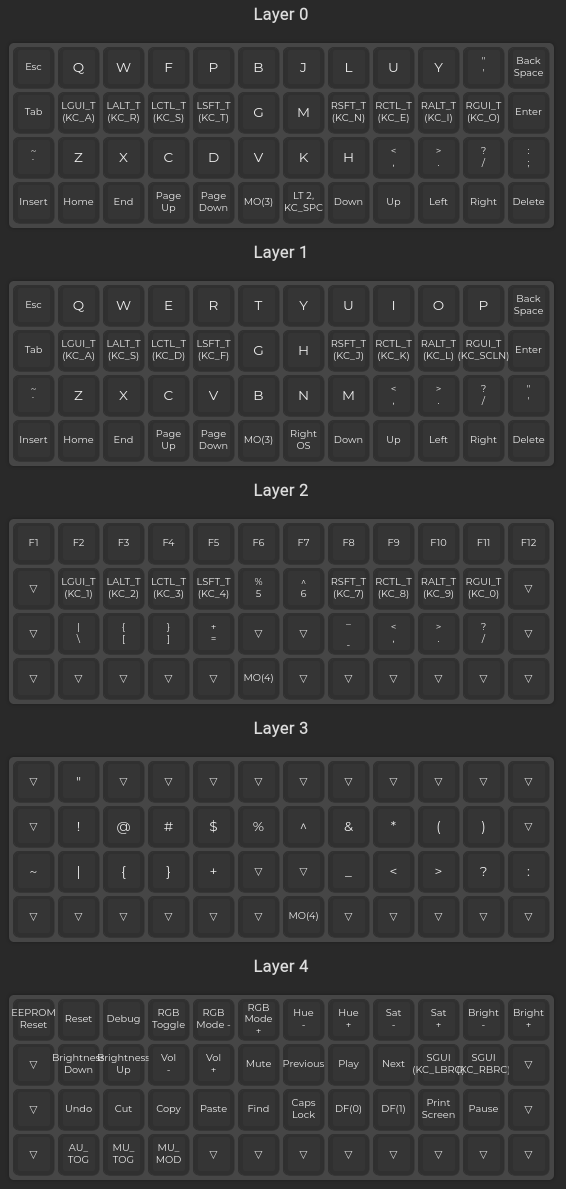 Layer 0
Esc Q W F P B J L U Y " ' Back Space
Tab LGUI_T (KC_A) LALT_T (KC_R) LCTL_T (KC_S) LSFT_T (KC_T) G M RSFT_T (KC_N) RCTL_T (KC_E) RALT_T (KC_I) RGUI_T (KC_O) Enter
~ ` Z X C D V K H < , > . ? / : ;
Insert Home End Page Up Page Down MO(3) LT 2, KC_SPC Down Up Left Right Delete
Layer 1
Esc Q W E R T Y U I O P Back Space
Tab LGUI_T (KC_A) LALT_T (KC_S) LCTL_T (KC_D) LSFT_T (KC_F) G H RSFT_T (KC_J) RCTL_T (KC_K) RALT_T (KC_L) RGUI_T (KC_SCLN) Enter
~ ` Z X C V B N M < , > . ? / " '
Insert Home End Page Up Page Down MO(3) Right OS Down Up Left Right Delete
Layer 2
F1 F2 F3 F4 F5 F6 F7 F8 F9 F10 F11 F12
▽ LGUI_T (KC_1) LALT_T (KC_2) LCTL_T (KC_3) LSFT_T (KC_4) % 5 ^ 6 RSFT_T (KC_7) RCTL_T (KC_8) RALT_T (KC_9) RGUI_T (KC_0) ▽
▽ | \ { [ } ] + = ▽ ▽ _ - < , > . ? / ▽
▽ ▽ ▽ ▽ ▽ MO(4) ▽ ▽ ▽ ▽ ▽ ▽
Layer 3
▽ " ▽ ▽ ▽ ▽ ▽ ▽ ▽ ▽ ▽ ▽
▽ ! @ # $ % ^ & * ( ) ▽
~ | { } + ▽ ▽ _ < > ? :
▽ ▽ ▽ ▽ ▽ ▽ MO(4) ▽ ▽ ▽ ▽ ▽
Layer 4
EEPROM Reset Reset Debug RGB Toggle RGB Mode - RGB Mode + Hue - Hue + Sat - Sat + Bright - Bright +
▽ Brightness Down Brightness Up Vol - Vol + Mute Previous Play Next SGUI (KC_LBRC) SGUI (KC_RBRC) ▽
▽ Undo Cut Copy Paste Find Caps Lock DF(0) DF(1) Print Screen Pause ▽
▽ AU_ TOG MU_ TOG MU_ MOD ▽ ▽ ▽ ▽ ▽ ▽ ▽ ▽